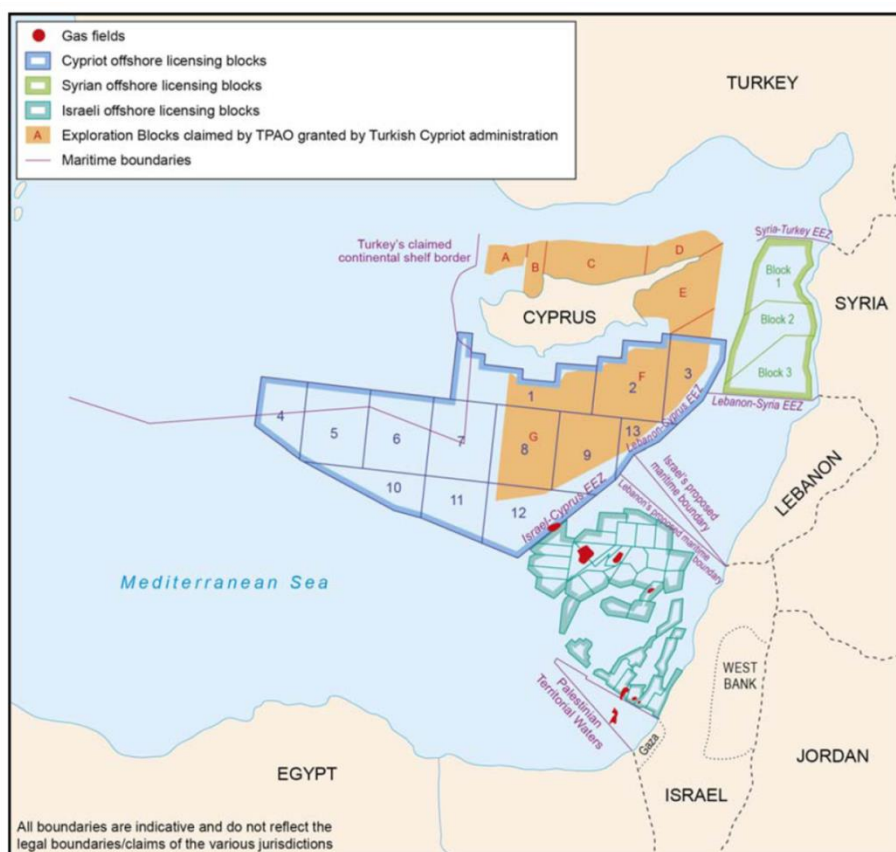 Gas fields
Cypriot offshore licensing blocks
Syrian offshore licensing blocks
Israeli offshore licensing blocks
A Exploration Blocks claimed by TPAO granted by Turkish Cypriot administration
Maritime boundaries
TURKEY
Turkey's claimed
continental shelf border
Syria-Turkey EEZ
A
B
C
D
E
Block
1
Block 2
Block 3
SYRIA
CYPRUS
Lebanon-Syria EEZ
1
2
F
3
4
5
6
7
8
G
9
13
Lebanon-Cyprus EEZ
10
11
12
Israel-Cyprus EEZ
Israel's proposed
maritime boundary
Lebanon's proposed maritime
boundary
LEBANON
Mediterranean Sea
Palestinian
Territorial Waters
WEST
BANK
Gaza
JORDAN
EGYPT
ISRAEL
All boundaries are indicative and do not reflect the
legal boundaries/claims of the various jurisdictions